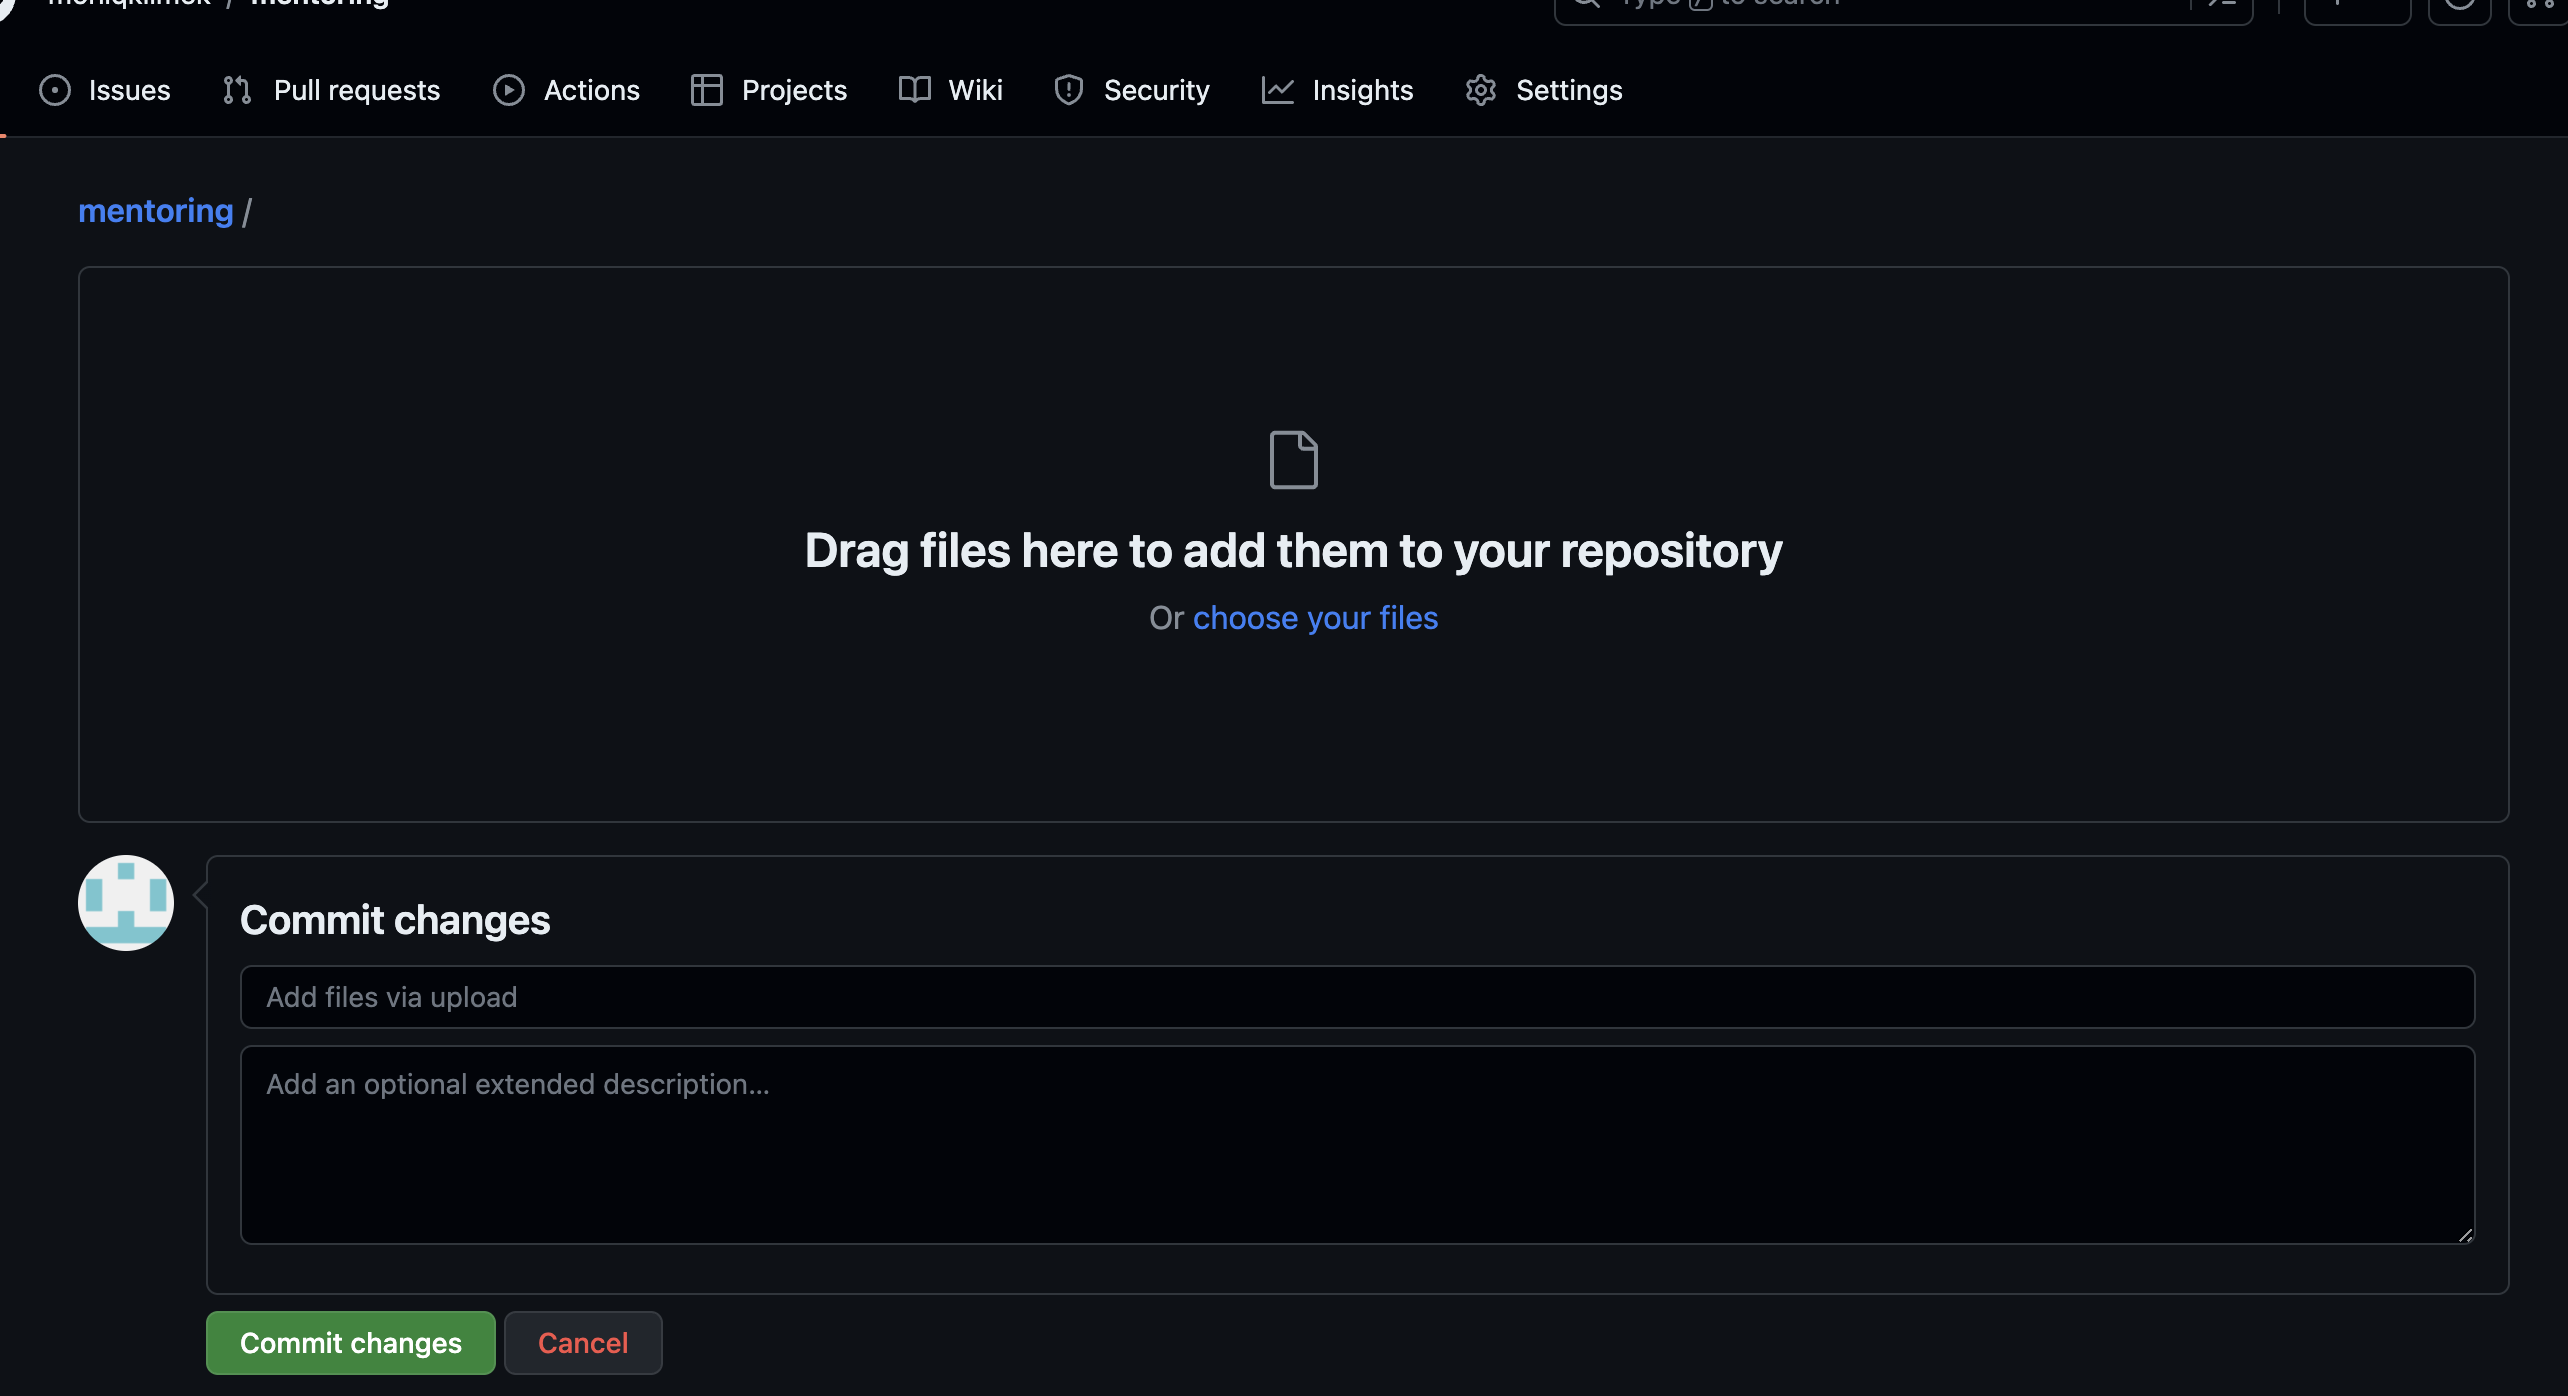 moniqklimek / mentoring
Type / to search
Issues Pull requests Actions Projects Wiki Security Insights Settings
mentoring /
Drag files here to add them to your repository
Or choose your files
Commit changes
Add files via upload
Add an optional extended description...
Commit changes Cancel